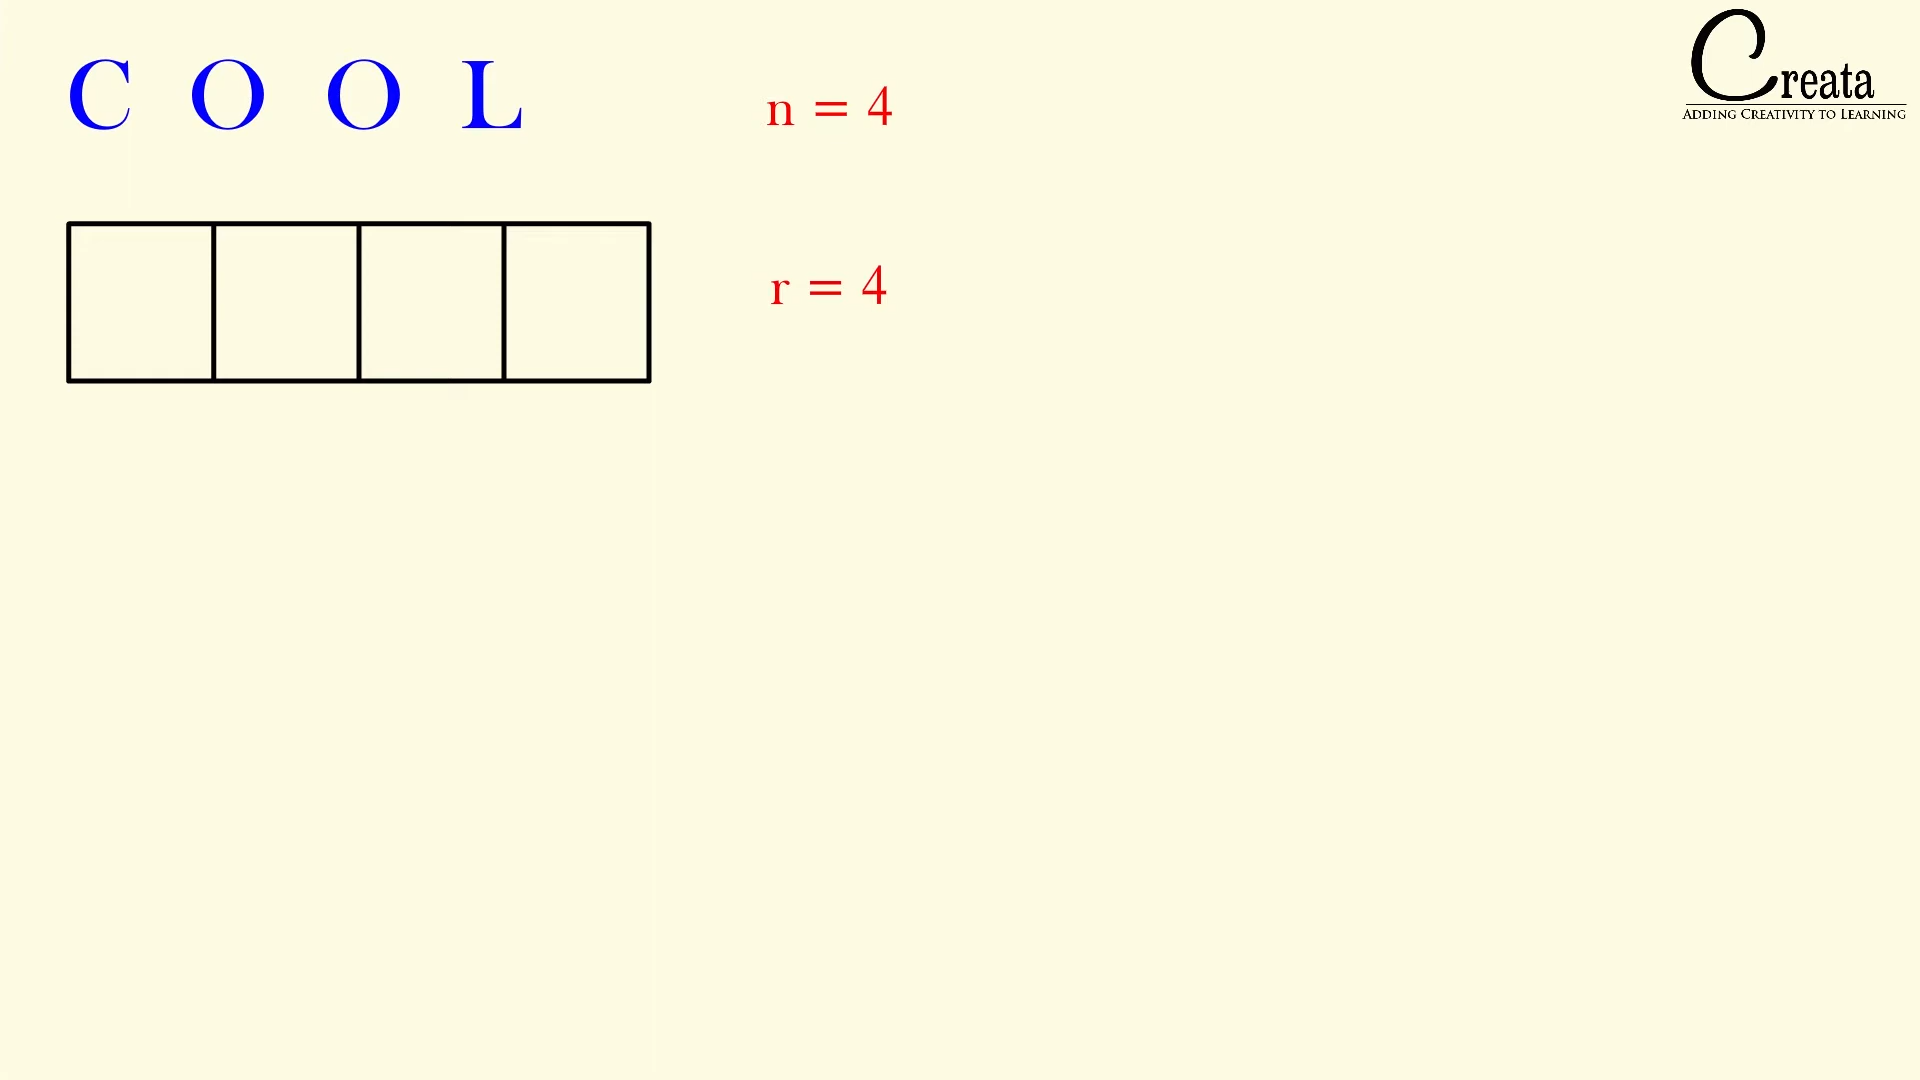 C O O L
n = 4
r = 4
Creata
ADDING CREATIVITY TO LEARNING